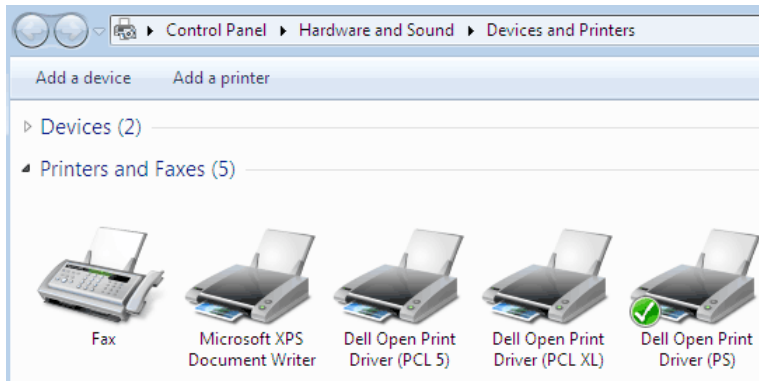 Control Panel Hardware and Sound Devices and Printers
Add a device Add a printer
Devices (2)
Printers and Faxes (5)
Fax
Microsoft XPS
Document Writer
Dell Open Print
Driver (PCL 5)
Dell Open Print
Driver (PCL XL)
Dell Open Print
Driver (PS)